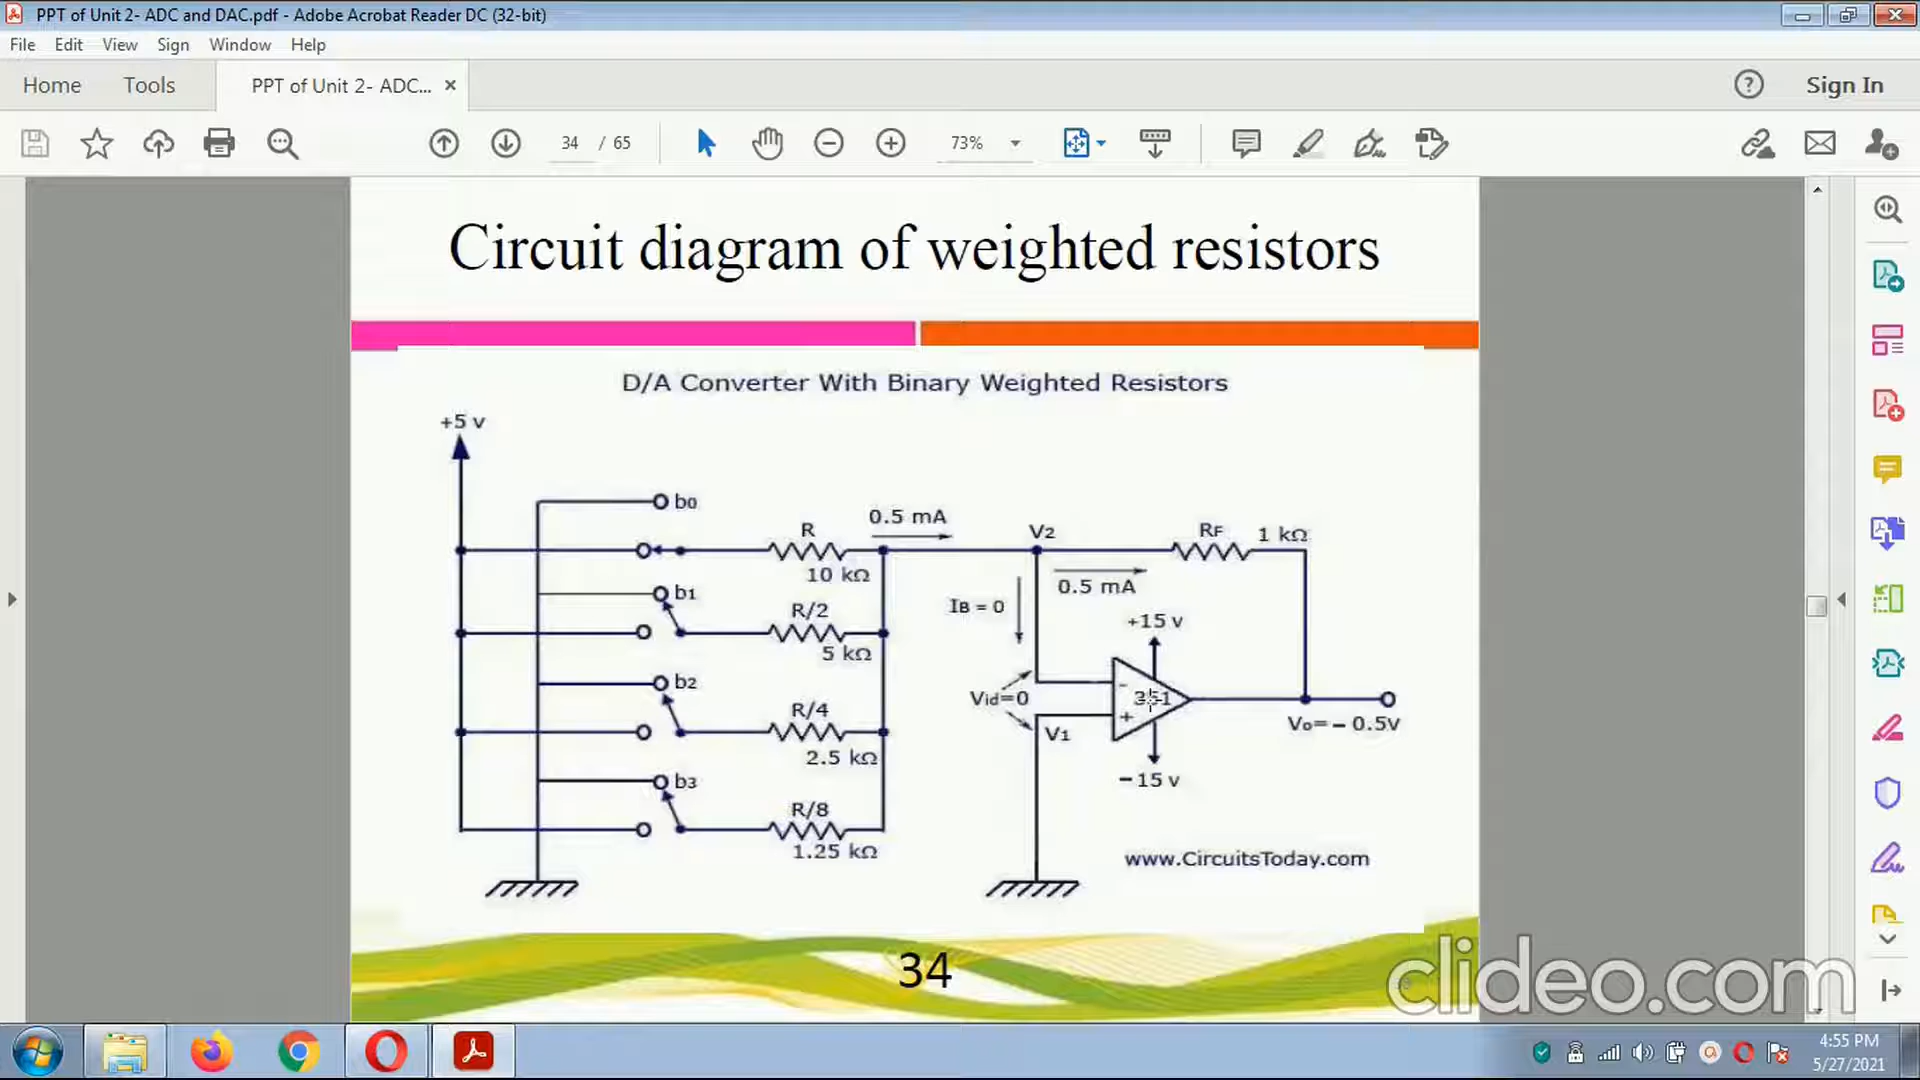 PPT of Unit 2- ADC and DAC.pdf - Adobe Acrobat Reader DC (32-bit)
File Edit View Sign Window Help
Home Tools PPT of Unit 2- ADC... × Sign In
34 / 65 73%
Circuit diagram of weighted resistors
D/A Converter With Binary Weighted Resistors
+5 v
b0
R
10 kΩ
0.5 mA
V2
RF 1 kΩ
b1
R/2
5 kΩ
IB = 0
0.5 mA
+15 v
b2
R/4
2.5 kΩ
Vid=0
-
351
+
V1
Vo=- 0.5v
-15 v
b3
R/8
1.25 kΩ
www.CircuitsToday.com
34
clideo.com
4:55 PM
5/27/2021